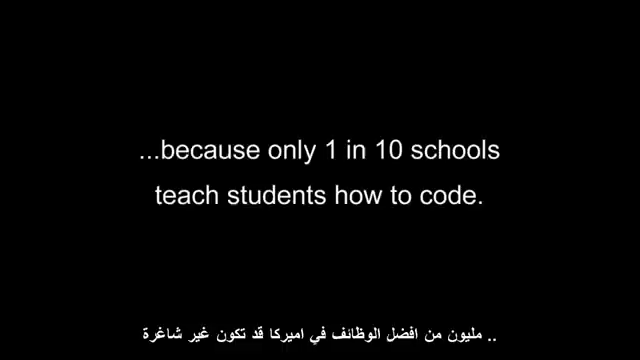 ...because only 1 in 10 schools
teach students how to code.
.. مليون من افضل الوظائف في اميركا قد تكون غير شاغرة